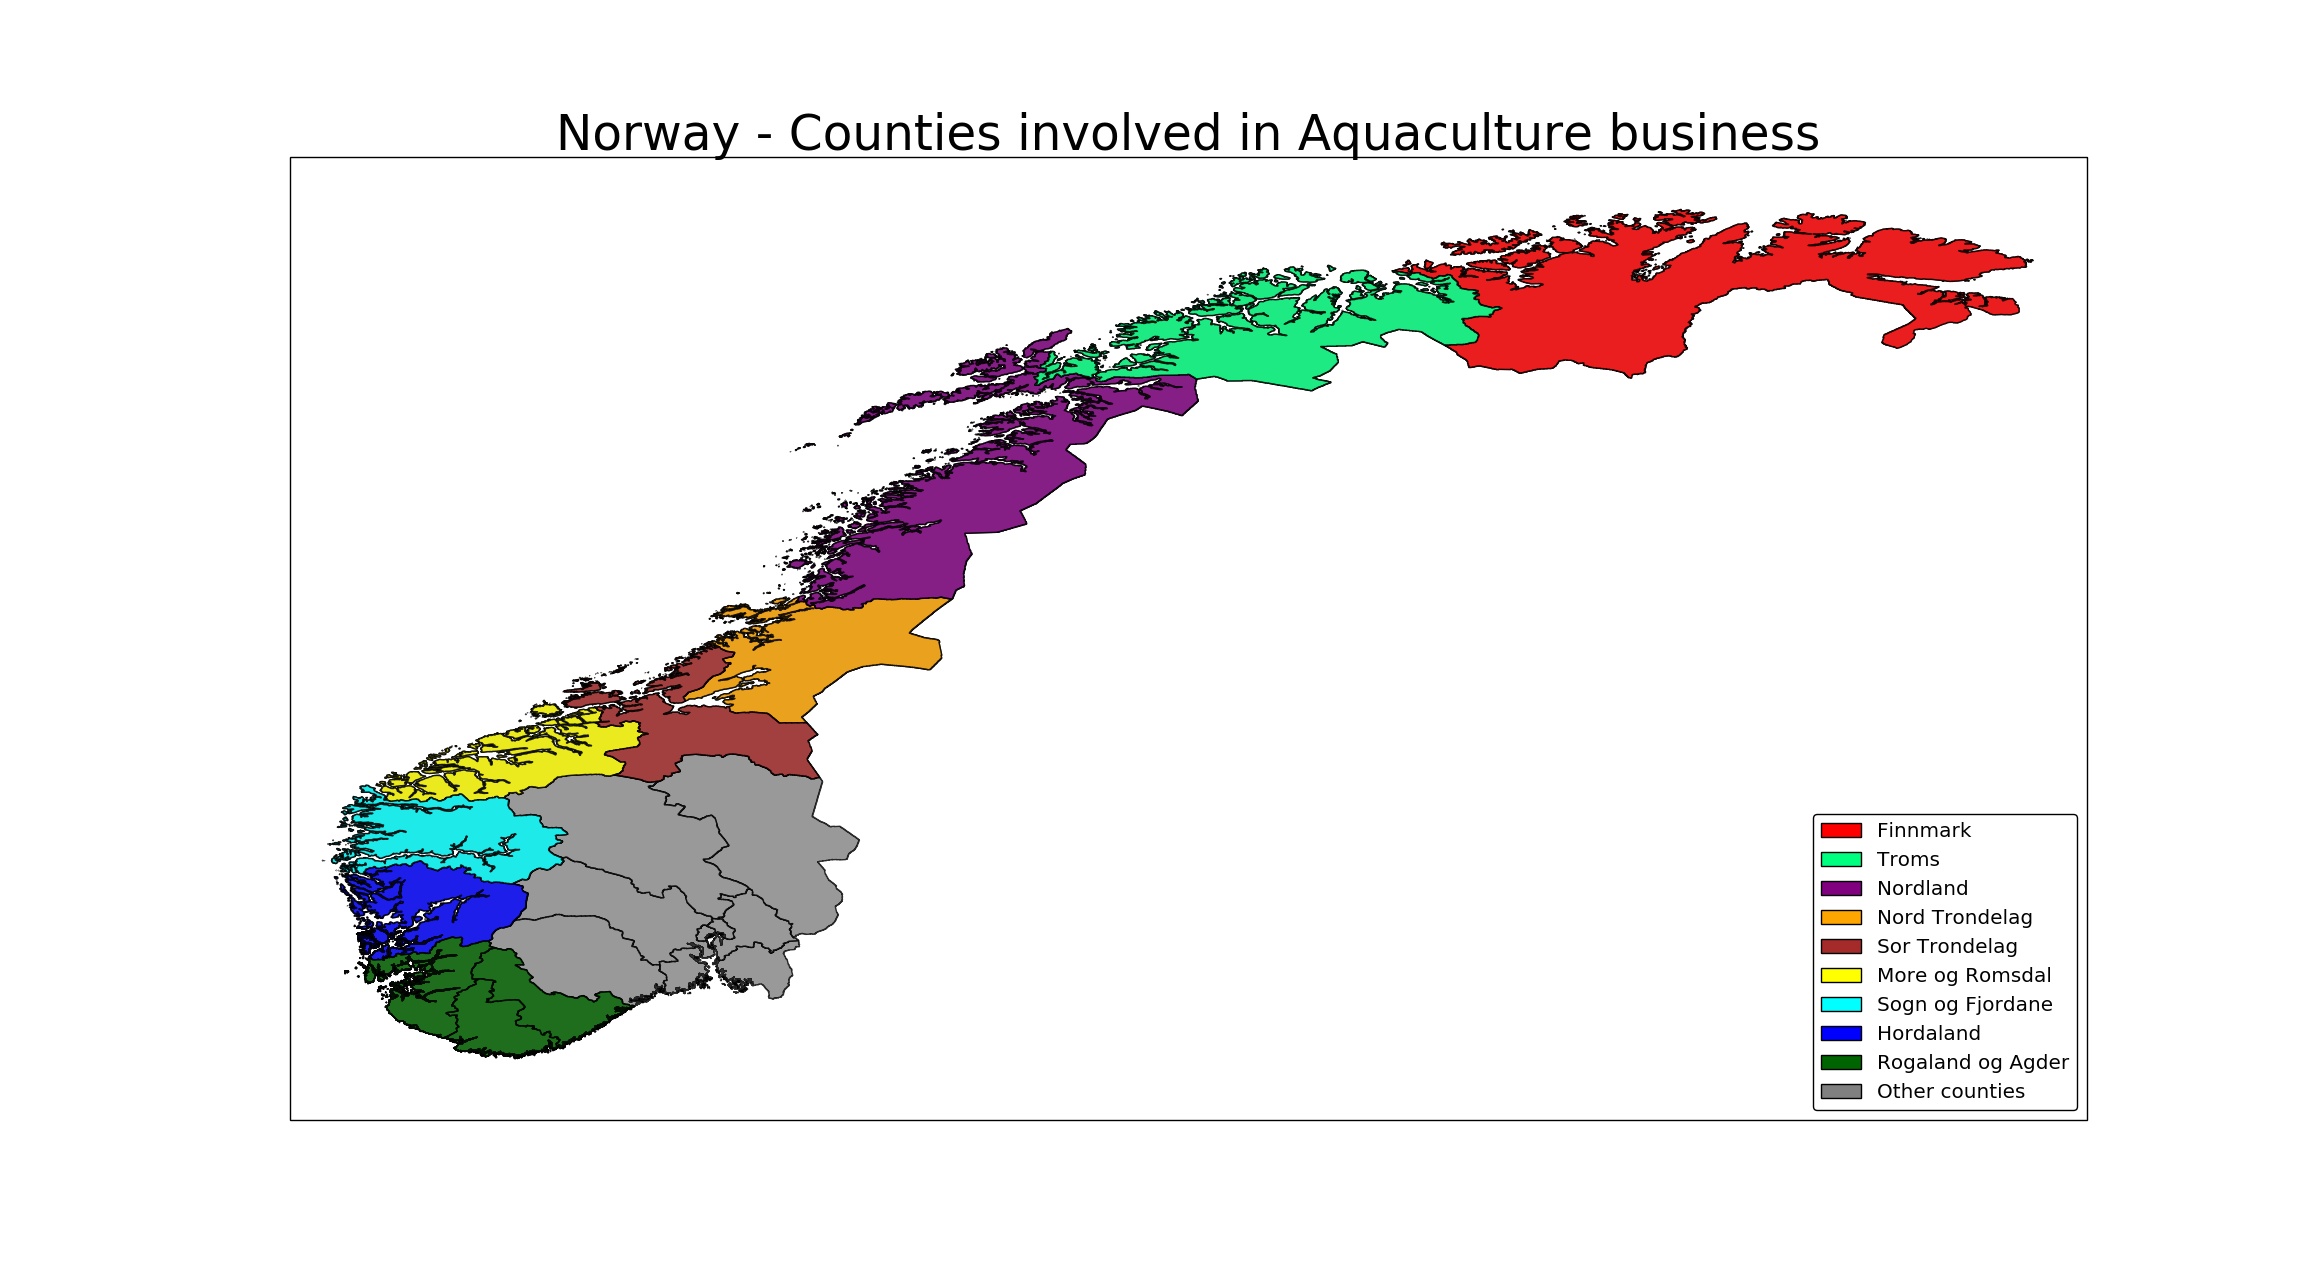 Norway - Counties involved in Aquaculture business
Finnmark
Troms
Nordland
Nord Trondelag
Sor Trondelag
More og Romsdal
Sogn og Fjordane
Hordaland
Rogaland og Agder
Other counties